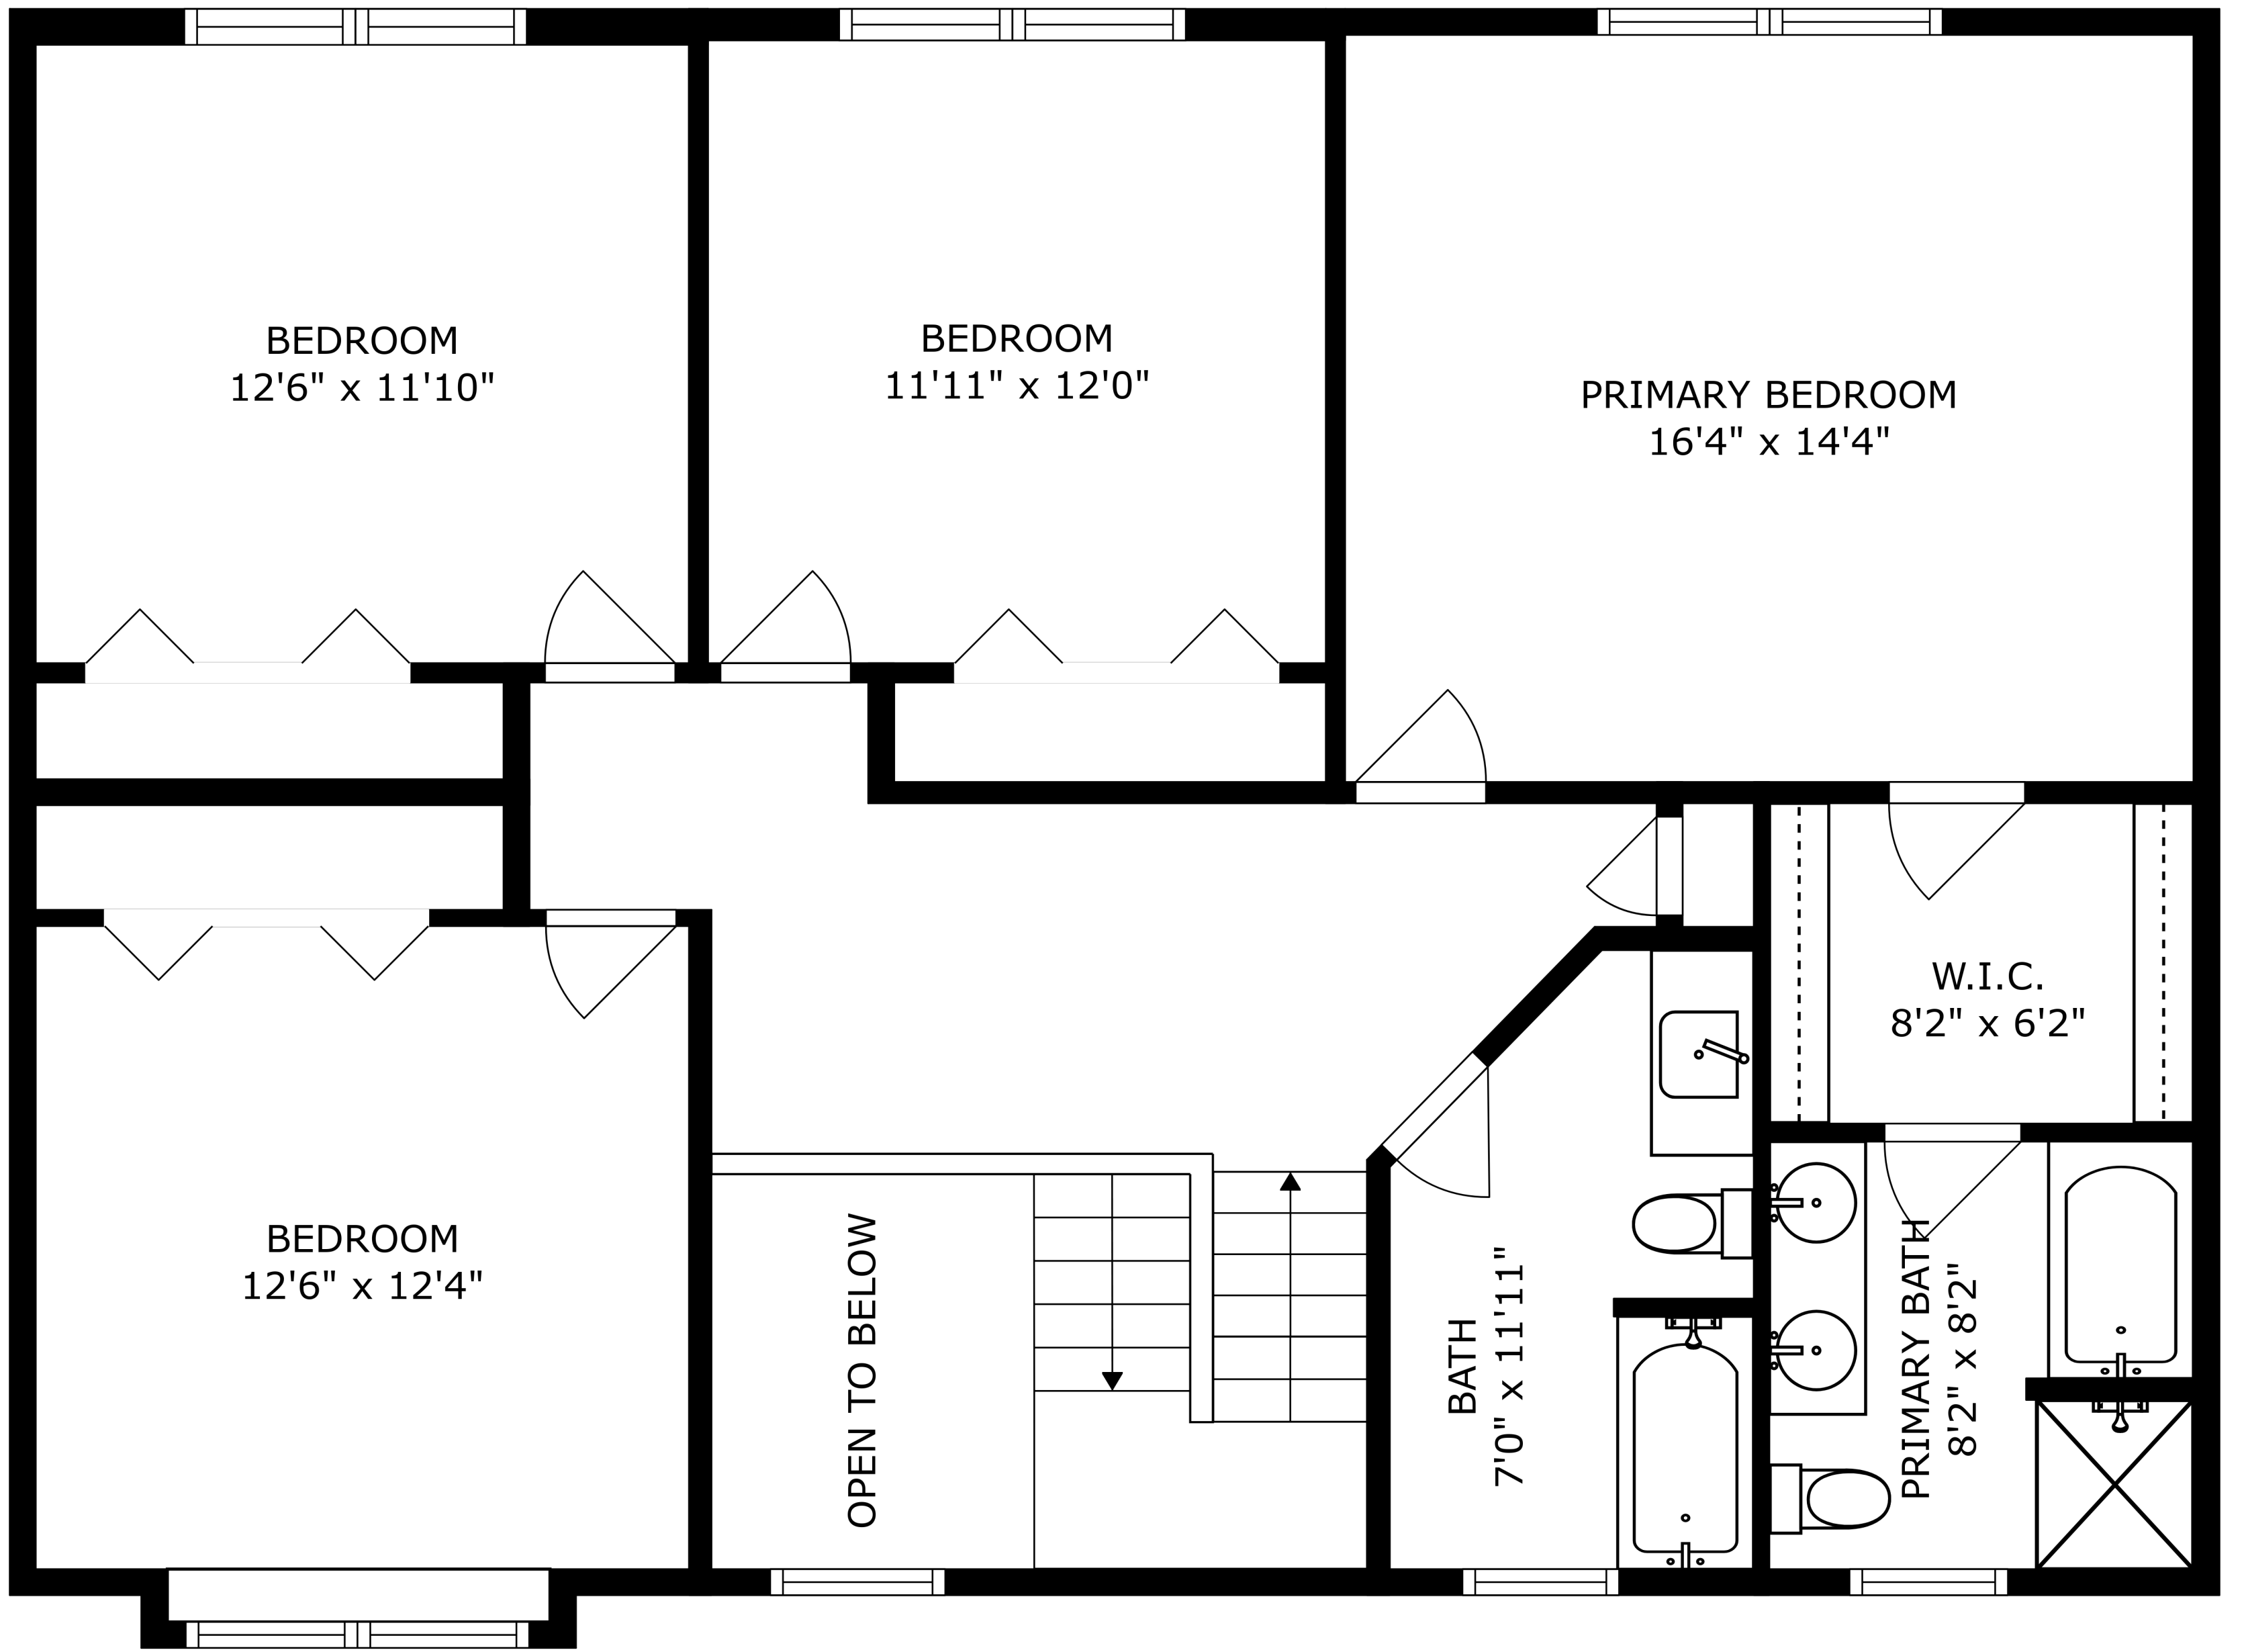 BEDROOM
12'6" x 11'10"
BEDROOM
11'11" x 12'0"
PRIMARY BEDROOM
16'4" x 14'4"
W.I.C.
8'2" x 6'2"
BEDROOM
12'6" x 12'4"
OPEN TO BELOW
BATH
7'0" x 11'11"
PRIMARY BATH
8'2" x 8'2"